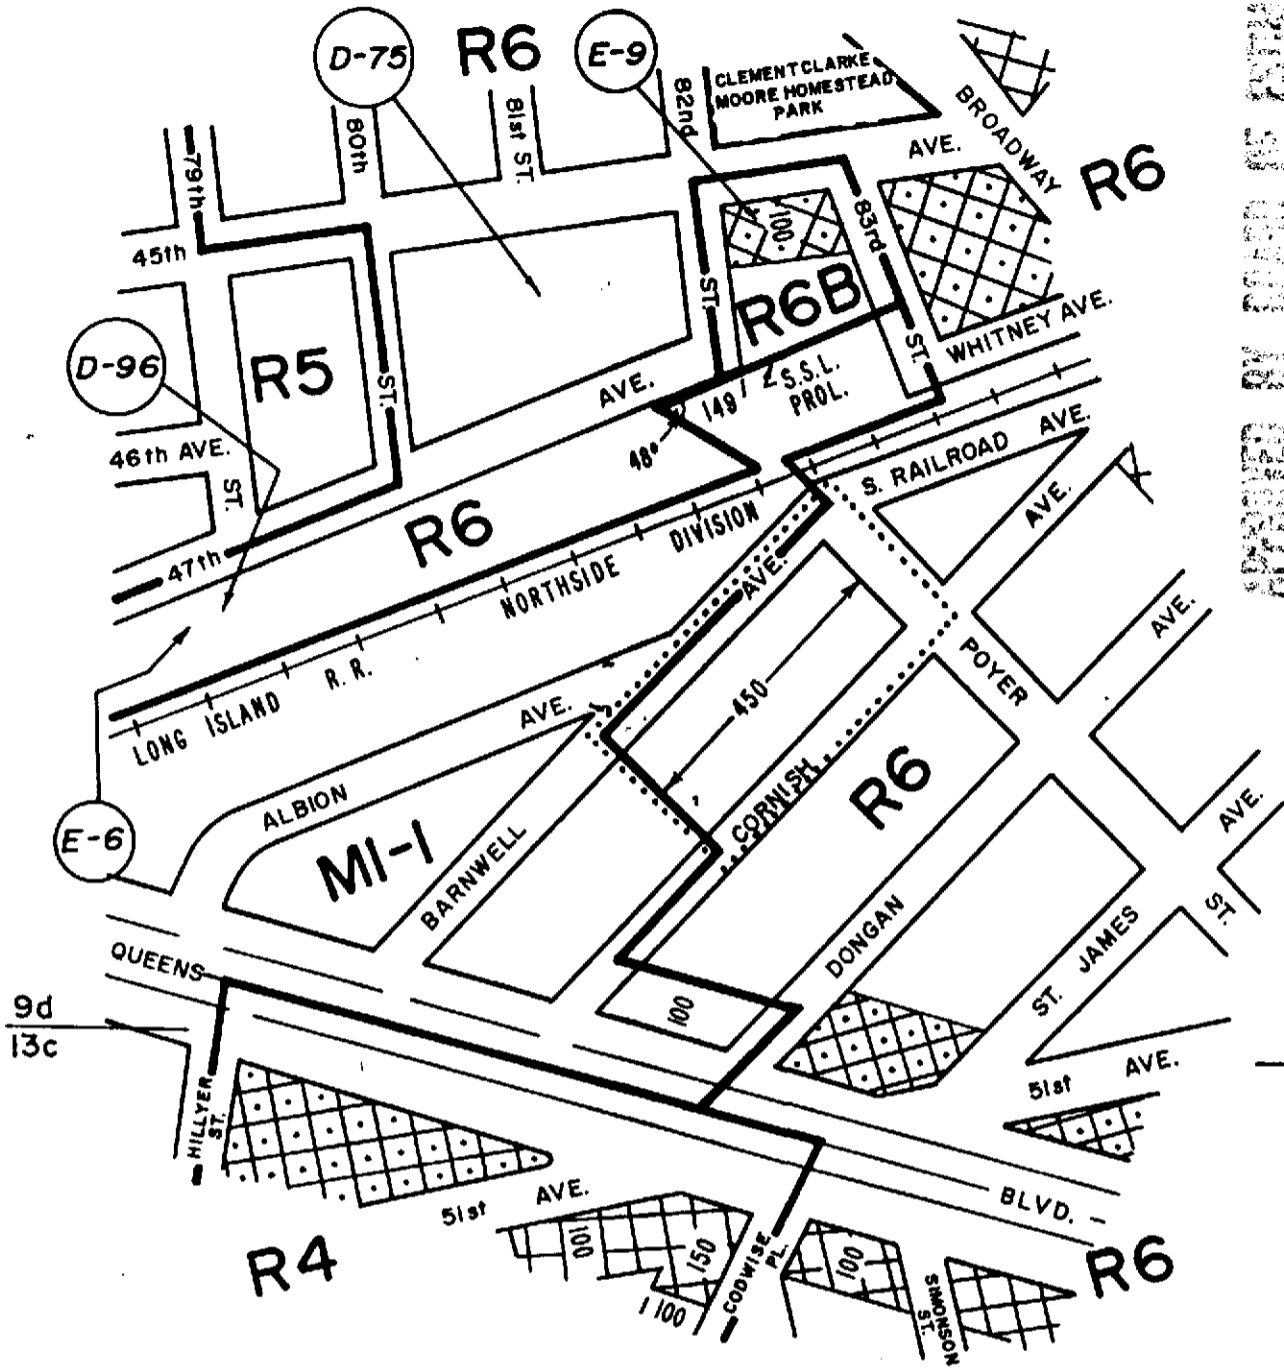 D-75
R6
E-9
CLEMENT CLARKE
MOORE HOMESTEAD
PARK
BROADWAY
AVE.
R6
79th
80th
81st ST.
82nd
45th
100
83rd
R6B
ST.
ST.
WHITNEY AVE.
D-96
R5
ST.
AVE.
149
S.S.L.
PROL.
48°
46th AVE.
ST.
S. RAILROAD AVE.
AVE.
R6
47th
DIVISION
NORTHSIDE
AVE.
AVE.
POYER
LONG ISLAND R. R.
AVE.
450
ALBION
CORNISH
R6
E-6
M1-1
BARNWELL
AVE.
ST.
DONGAN
ST. JAMES
QUEENS
100
9d
13c
51st AVE.
HILLYER
ST.
51st AVE.
BLVD.
R4
100
150
1 100
CODWISE
PL.
100
SIMONSON
ST.
R6